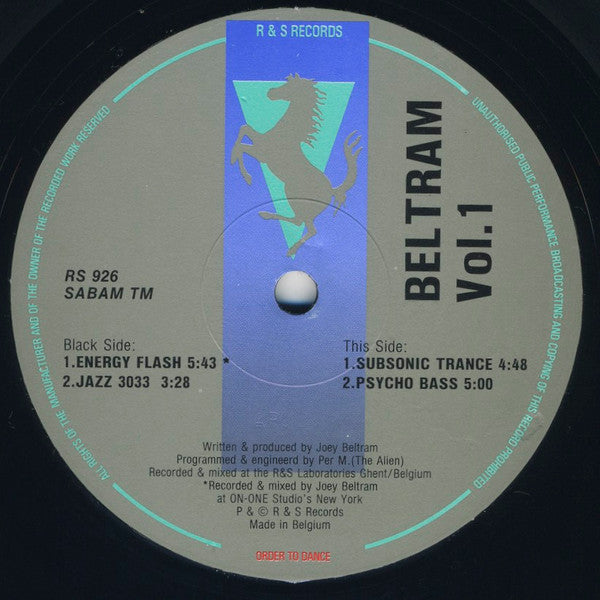 R & S RECORDS
ALL RIGHTS OF THE MANUFACTURER AND OF THE OWNER OF THE RECORDED WORK RESERVED
UNAUTHORISED PUBLIC PERFORMANCE BROADCASTING AND COPYING OF THIS RECORD PROHIBITED
BELTRAM
Vol.1
RS 926
SABAM TM
Black Side:
1.ENERGY FLASH 5:43 *
2.JAZZ 3033 3:28
This Side:
1.SUBSONIC TRANCE 4:48
2.PSYCHO BASS 5:00
Written & produced by Joey Beltram
Programmed & engineerd by Per M.(The Alien)
Recorded & mixed at the R&S Laboratories Ghent/Belgium
*Recorded & mixed by Joey Beltram
at ON-ONE Studio's New York
P & © R & S Records
Made in Belgium
ORDER TO DANCE